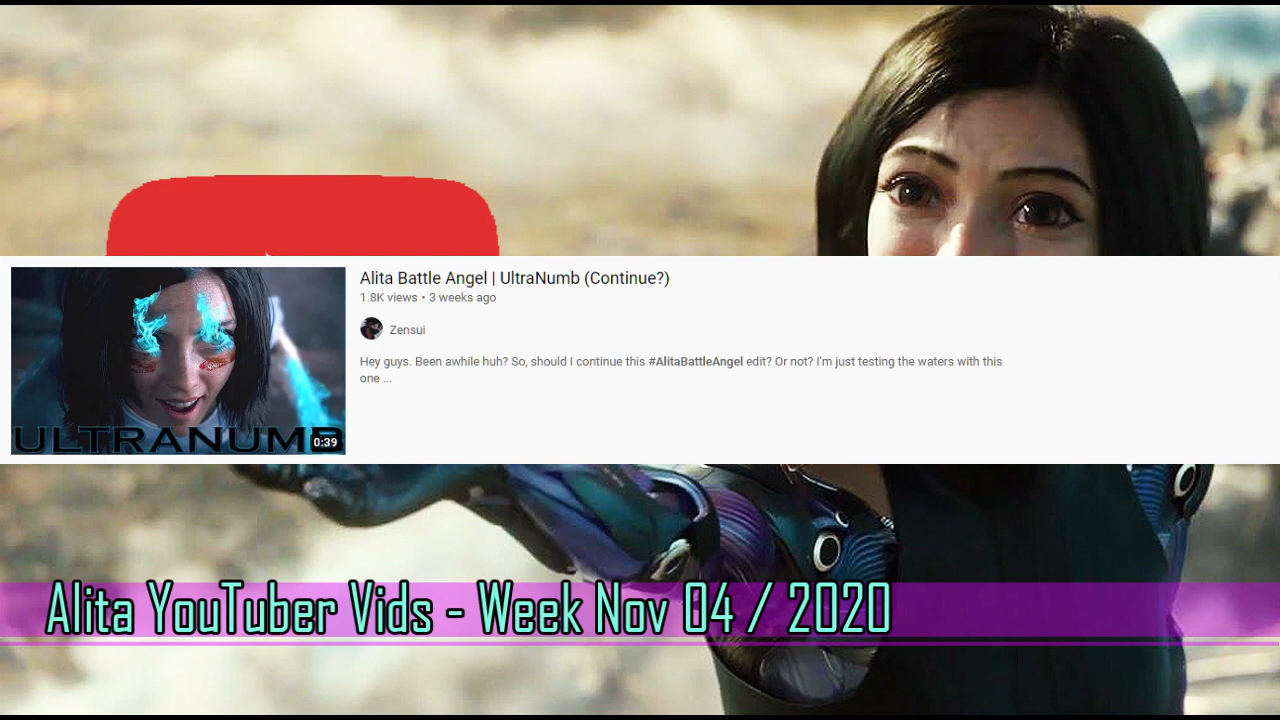 Alita Battle Angel | UltraNumb (Continue?)
1.8K views • 3 weeks ago
Zensui
Hey guys. Been awhile huh? So, should I continue this #AlitaBattleAngel edit? Or not? I'm just testing the waters with this
one ...
ULTRANUMB
0:39
Alita YouTuber Vids - Week Nov 04 / 2020